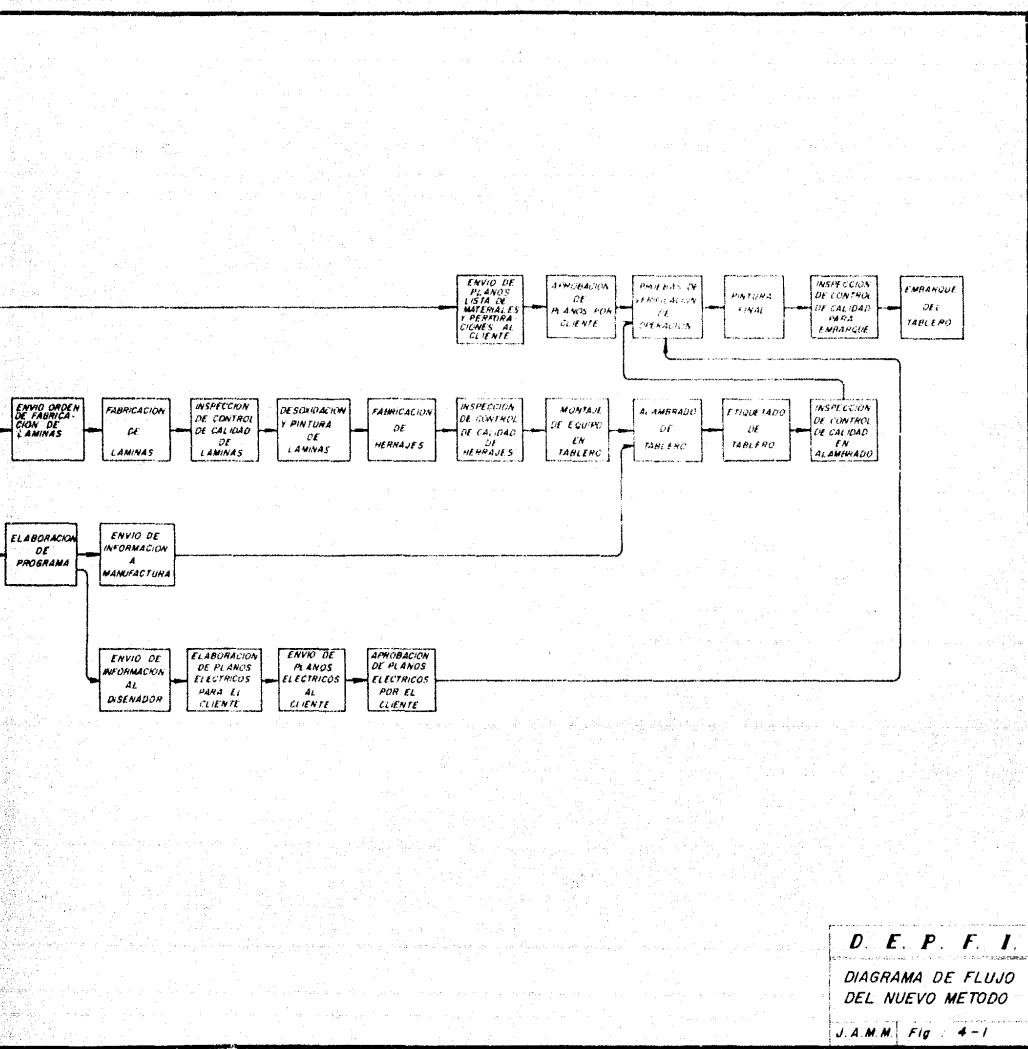 ENVIO DE
PLANOS
LISTA DE
MATERIALES
Y PERFORA-
CIONES AL
CLIENTE
APROBACION
DE
PLANOS POR
CLIENTE
PRUEBAS DE
VERIFICACION
DE
OPERACION
PINTURA
FINAL
INSPECCION
DE CONTROL
DE CALIDAD
PARA
EMBARQUE
EMBARQUE
DEL
TABLERO
ENVIO ORDEN
DE FABRICA-
CION DE
LAMINAS
FABRICACION
DE
LAMINAS
INSPECCION
DE CONTROL
DE CALIDAD
DE
LAMINAS
DESOXIDACION
Y PINTURA
DE
LAMINAS
FABRICACION
DE
HERRAJES
INSPECCION
DE CONTROL
DE CALIDAD
DE
HERRAJES
MONTAJE
DE EQUIPO
EN
TABLERO
ALAMBRADO
DE
TABLERO
ETIQUETADO
DE
TABLERO
INSPECCION
DE CONTROL
DE CALIDAD
EN
ALAMBRADO
ELABORACION
DE
PROGRAMA
ENVIO DE
INFORMACION
A
MANUFACTURA
ENVIO DE
INFORMACION
AL
DISENADOR
ELABORACION
DE PLANOS
ELECTRICOS
PARA EL
CLIENTE
ENVIO DE
PLANOS
ELECTRICOS
AL
CLIENTE
APROBACION
DE PLANOS
ELECTRICOS
POR EL
CLIENTE
D. E. P. F. I.
DIAGRAMA DE FLUJO
DEL NUEVO METODO
J.A.M.M. Fig : 4-1